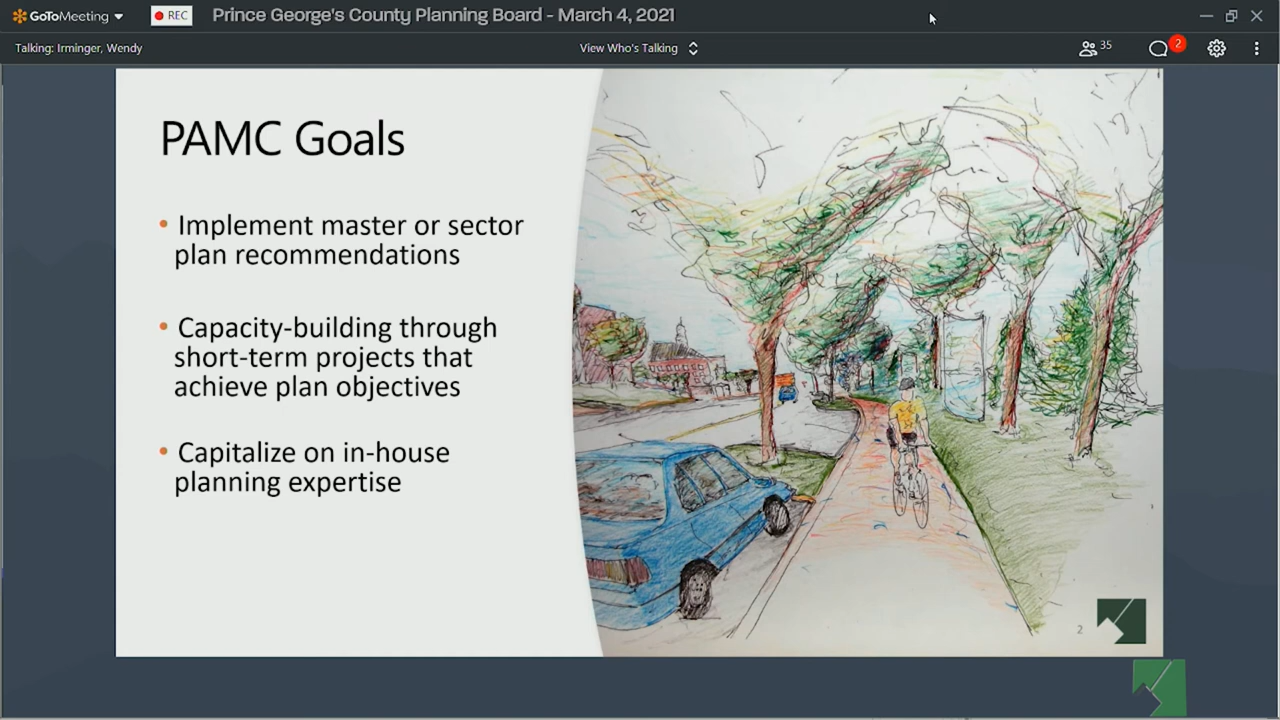 GoToMeeting
REC
Prince George's County Planning Board - March 4, 2021
Talking: Irminger, Wendy
View Who's Talking
35
2
PAMC Goals
• Implement master or sector
plan recommendations
• Capacity-building through
short-term projects that
achieve plan objectives
• Capitalize on in-house
planning expertise
2